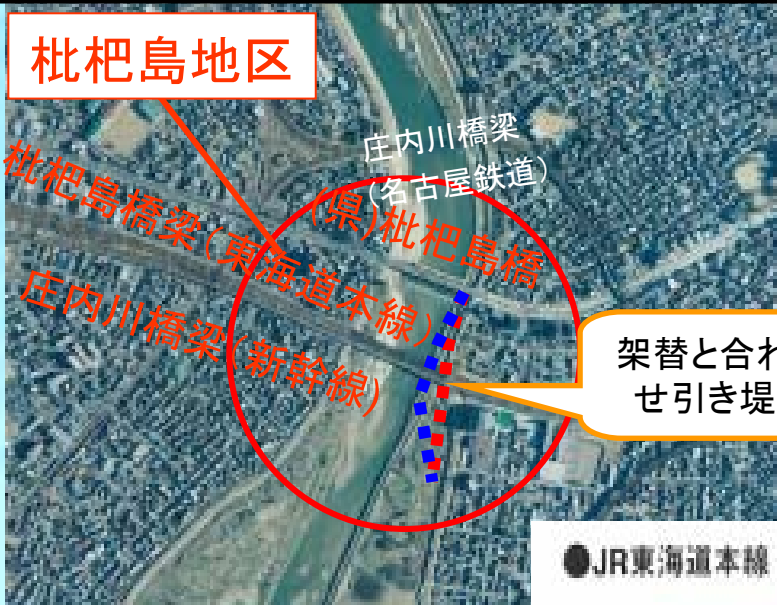 枇杷島地区
庄内川橋梁
(名古屋鉄道)
(県)枇杷島橋
枇杷島橋梁(東海道本線)
庄内川橋梁(新幹線)
架替と合わ
せ引き堤
●JR東海道本線